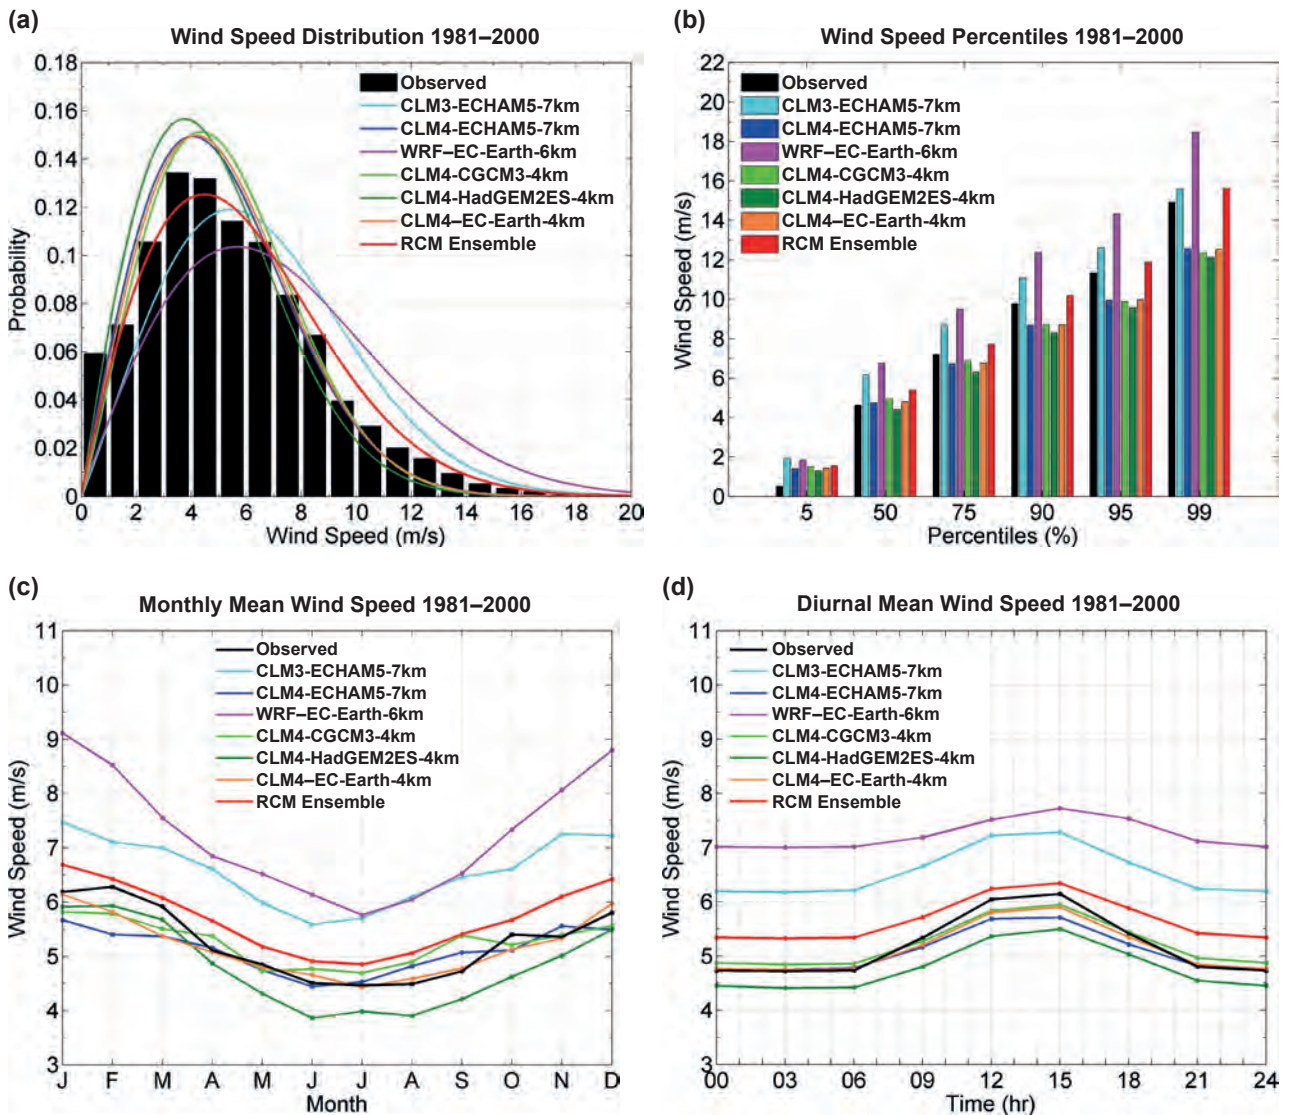 (a)
Wind Speed Distribution 1981–2000
0.18
0.16
0.14
0.12
0.1
0.08
0.06
0.04
0.02
0
Probability
Observed
CLM3-ECHAM5-7km
CLM4-ECHAM5-7km
WRF–EC-Earth-6km
CLM4-CGCM3-4km
CLM4-HadGEM2ES-4km
CLM4–EC-Earth-4km
RCM Ensemble
0 2 4 6 8 10 12 14 16 18 20
Wind Speed (m/s)
(b)
Wind Speed Percentiles 1981–2000
22
20
18
16
14
12
10
8
6
4
2
0
Wind Speed (m/s)
Observed
CLM3-ECHAM5-7km
CLM4-ECHAM5-7km
WRF–EC-Earth-6km
CLM4-CGCM3-4km
CLM4-HadGEM2ES-4km
CLM4–EC-Earth-4km
RCM Ensemble
5 50 75 90 95 99
Percentiles (%)
(c)
Monthly Mean Wind Speed 1981–2000
11
10
9
8
7
6
5
4
3
Wind Speed (m/s)
Observed
CLM3-ECHAM5-7km
CLM4-ECHAM5-7km
WRF–EC-Earth-6km
CLM4-CGCM3-4km
CLM4-HadGEM2ES-4km
CLM4–EC-Earth-4km
RCM Ensemble
J F M A M J J A S O N D
Month
(d)
Diurnal Mean Wind Speed 1981–2000
11
10
9
8
7
6
5
4
3
Wind Speed (m/s)
Observed
CLM3-ECHAM5-7km
CLM4-ECHAM5-7km
WRF–EC-Earth-6km
CLM4-CGCM3-4km
CLM4-HadGEM2ES-4km
CLM4–EC-Earth-4km
RCM Ensemble
00 03 06 09 12 15 18 21 24
Time (hr)